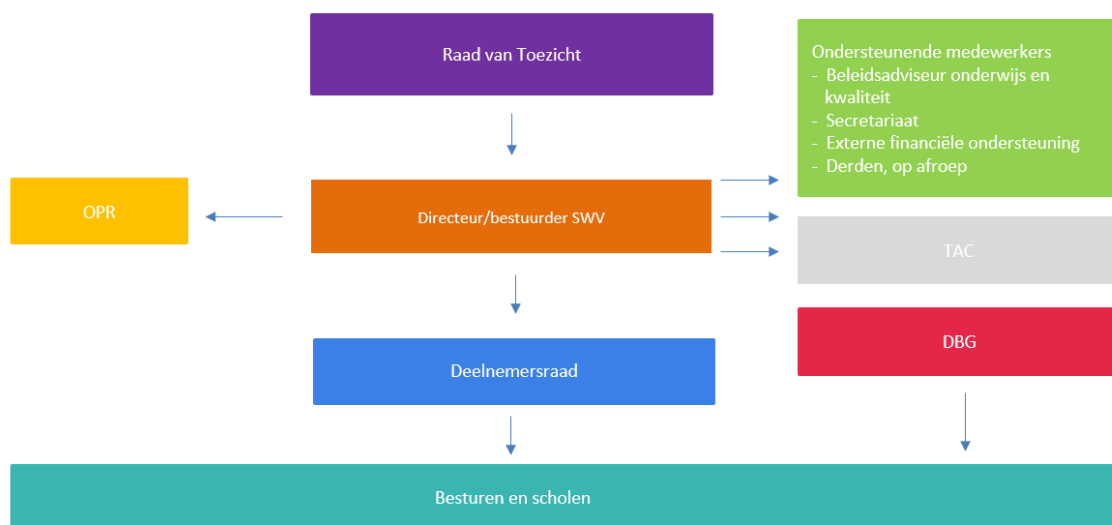 Raad van Toezicht
Ondersteunende medewerkers
- Beleidsadviseur onderwijs en
kwaliteit
- Secretariaat
- Externe financiële ondersteuning
- Derden, op afroep
OPR
Directeur/bestuurder SWV
TAC
DBG
Deelnemersraad
Besturen en scholen